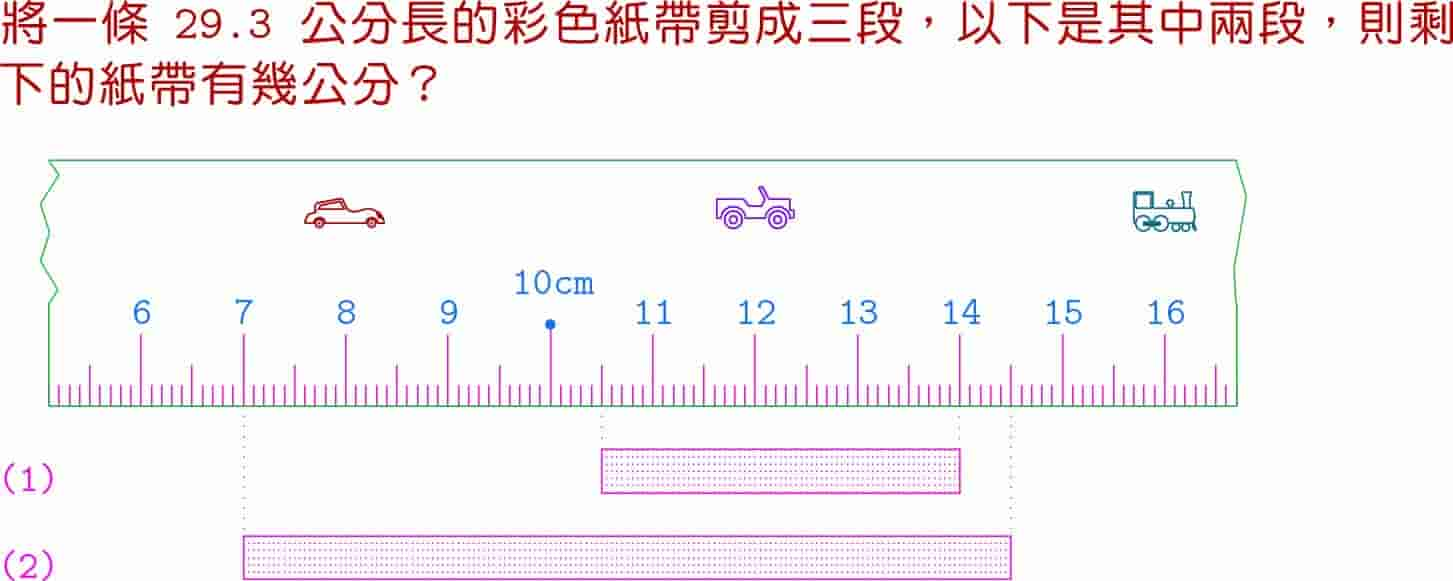 將一條 29.3 公分長的彩色紙帶剪成三段，以下是其中兩段，則剩
下的紙帶有幾公分？
10cm
6 7 8 9 11 12 13 14 15 16
(1)
(2)